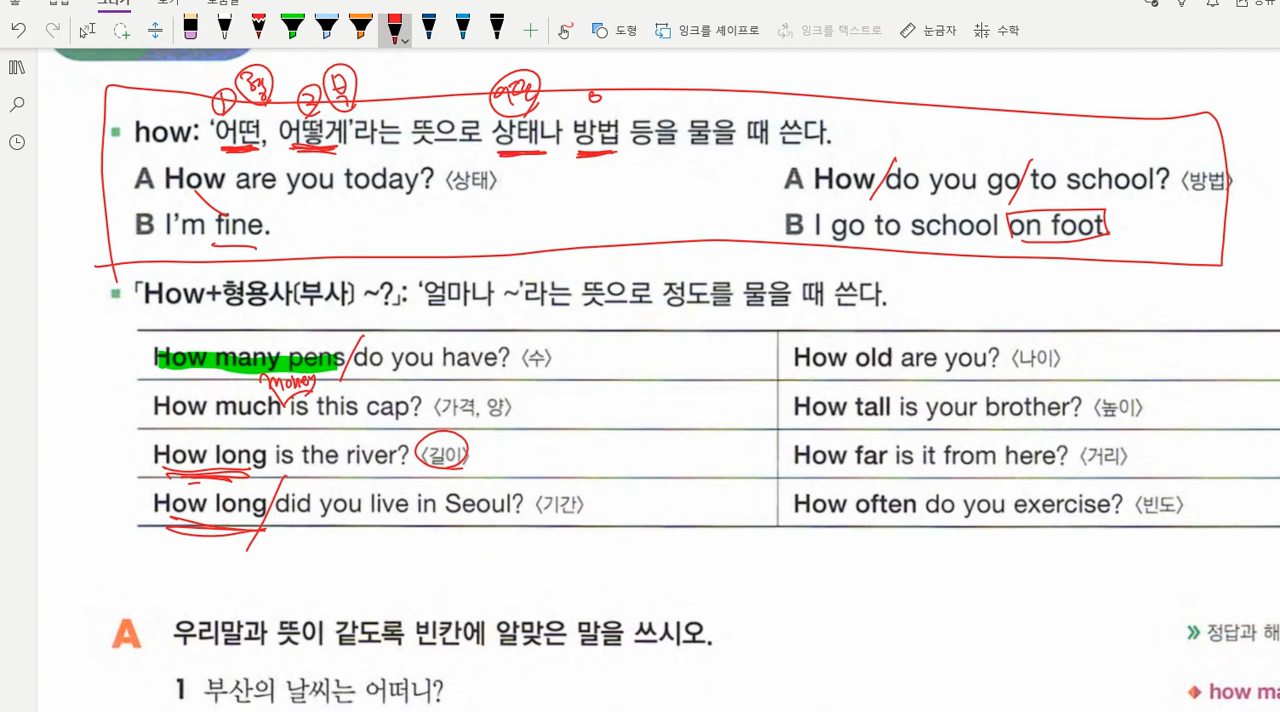 도형 잉크를 셰이프로 잉크를 텍스트로 눈금자 수학
① 형 ② 부
how: ‘어떤, 어떻게’라는 뜻으로 상태나 방법 등을 물을 때 쓴다.
A How are you today? 〈상태〉
B I’m fine.
A How do you go to school? 〈방법〉
B I go to school on foot.
「How+형용사(부사) ~?」: ‘얼마나 ~’라는 뜻으로 정도를 물을 때 쓴다.
How many pens do you have? 〈수〉
How old are you? 〈나이〉
money
How much is this cap? 〈가격, 양〉
How tall is your brother? 〈높이〉
How long is the river? 〈길이〉
How far is it from here? 〈거리〉
How long did you live in Seoul? 〈기간〉
How often do you exercise? 〈빈도〉
A 우리말과 뜻이 같도록 빈칸에 알맞은 말을 쓰시오.
정답과 해
1 부산의 날씨는 어떠니?
how ma